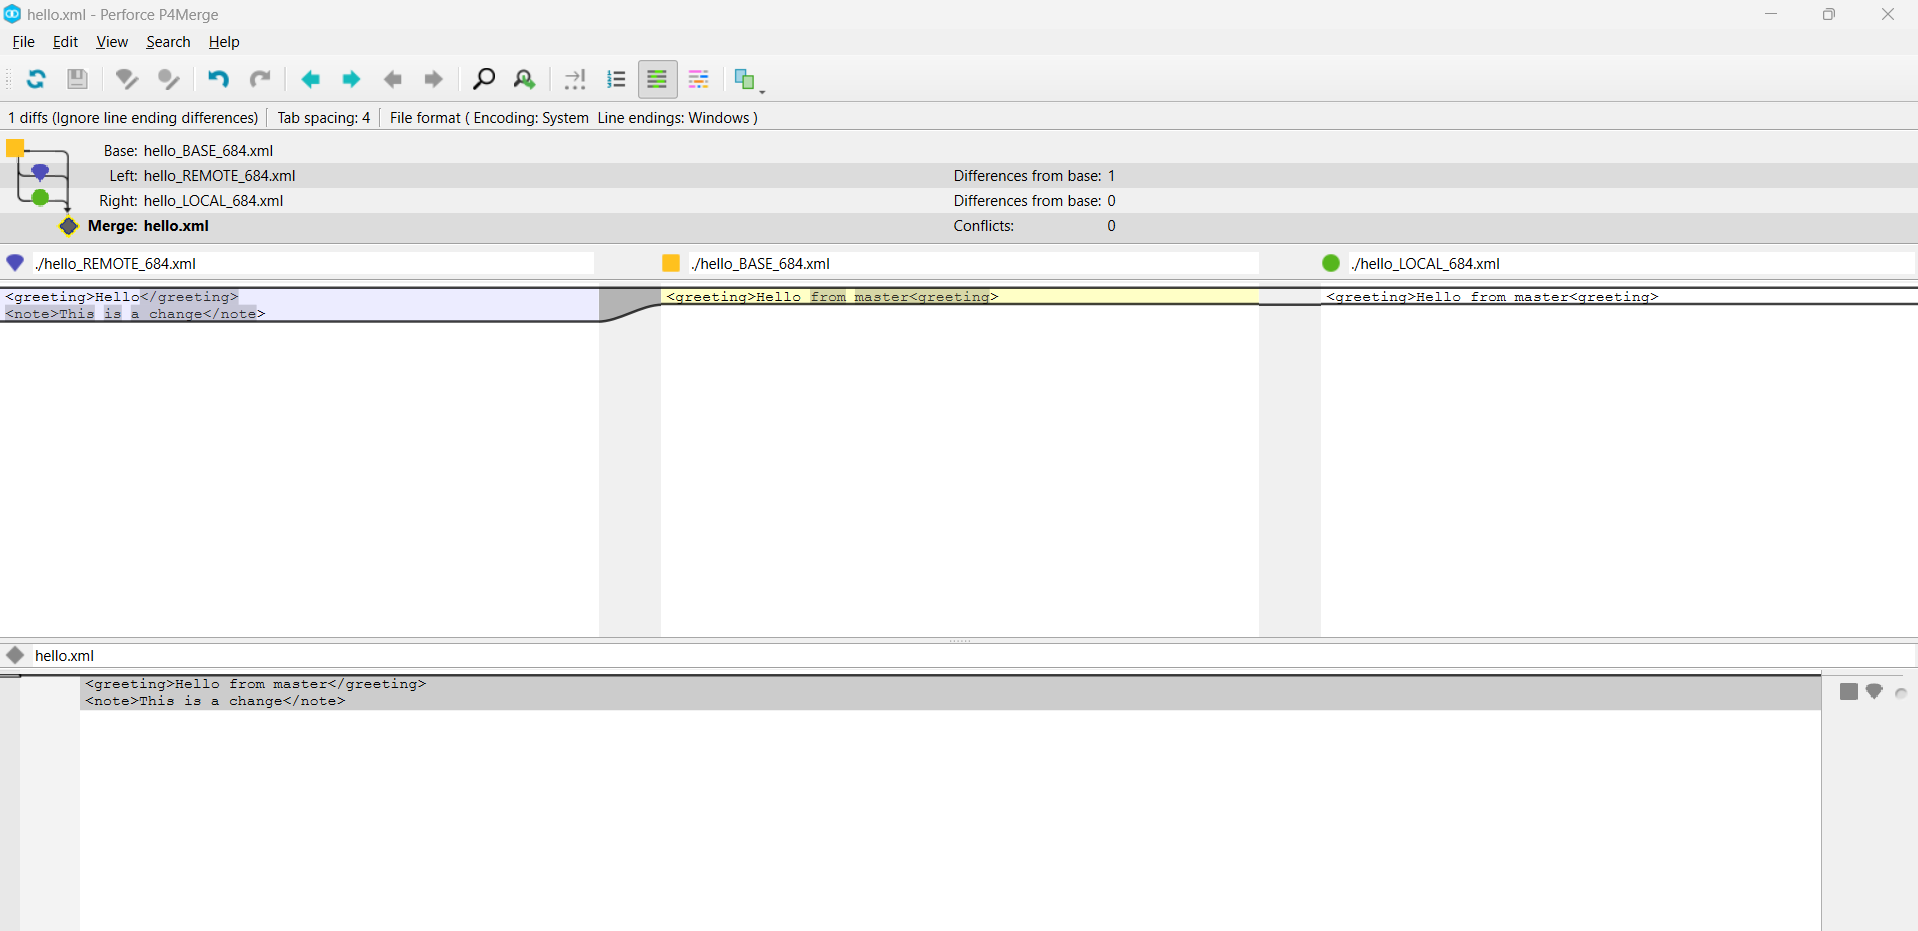 hello.xml - Perforce P4Merge
File Edit View Search Help
1 diffs (Ignore line ending differences) Tab spacing: 4 File format ( Encoding: System Line endings: Windows )
Base: hello_BASE_684.xml
Left: hello_REMOTE_684.xml Differences from base: 1
Right: hello_LOCAL_684.xml Differences from base: 0
Merge: hello.xml Conflicts: 0
./hello_REMOTE_684.xml ./hello_BASE_684.xml ./hello_LOCAL_684.xml
<greeting>Hello</greeting> <greeting>Hello from master<greeting> <greeting>Hello from master<greeting>
<note>This is a change</note>
hello.xml
<greeting>Hello from master</greeting>
<note>This is a change</note>